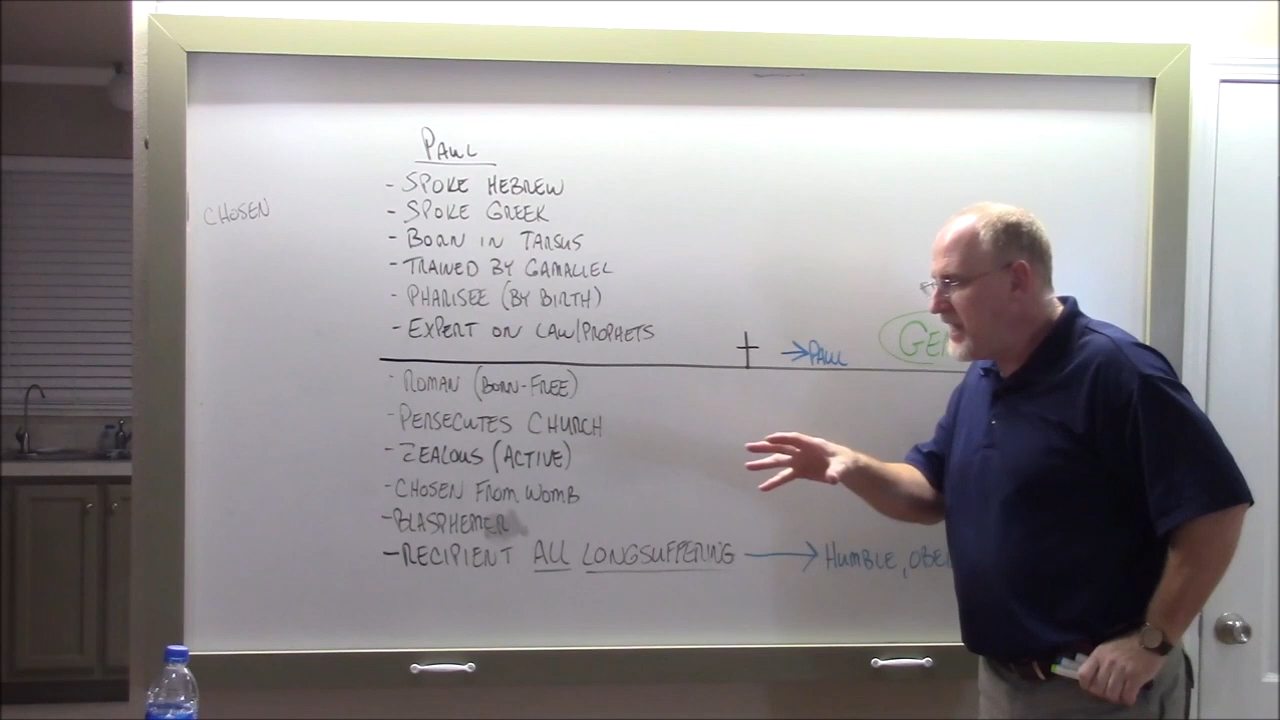 PAUL
- SPOKE HEBREW
CHOSEN
- SPOKE GREEK
- BORN IN TARSUS
- TRAINED BY GAMALIEL
- PHARISEE (BY BIRTH)
- EXPERT ON LAW/PROPHETS
→PAUL
- ROMAN (BORN-FREE)
- PERSECUTES CHURCH
- ZEALOUS (ACTIVE)
- CHOSEN FROM WOMB
- BLASPHEMER
- RECIPIENT ALL LONGSUFFERING → HUMBLE,